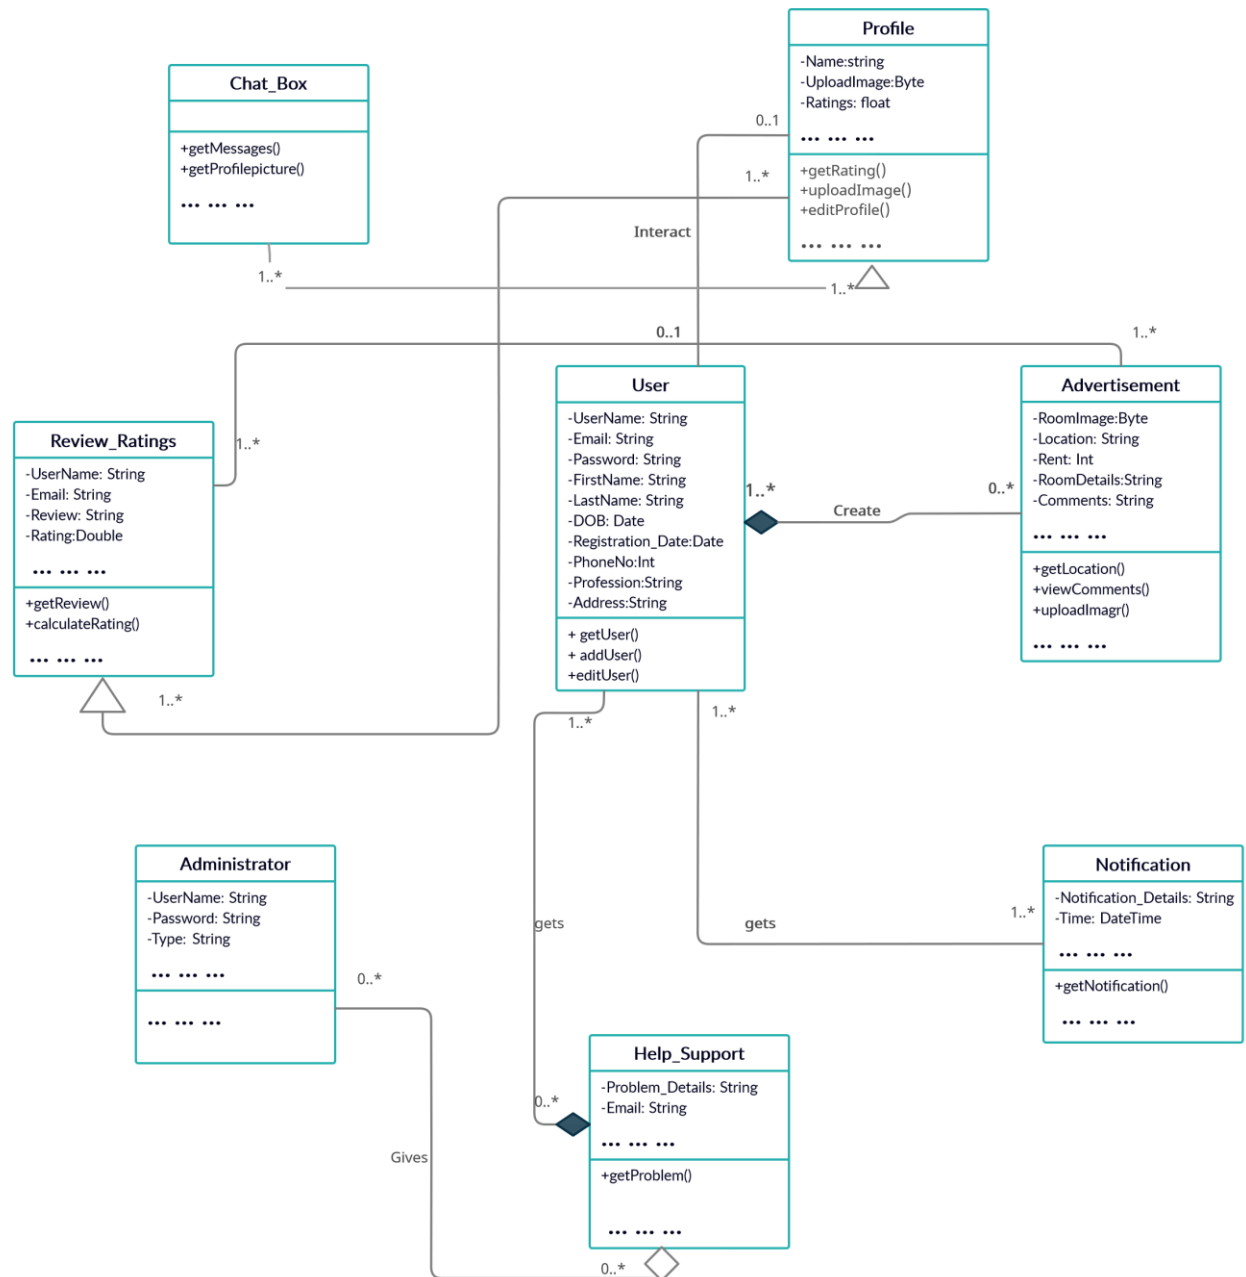 Profile
-Name:string
-UploadImage:Byte
-Ratings: float
... ... ...
+getRating()
+uploadImage()
+editProfile()
... ... ...
Chat_Box
+getMessages()
+getProfilepicture()
... ... ...
0..1
1..*
Interact
1..*
1..*
0..1
1..*
Review_Ratings
-UserName: String
-Email: String
-Review: String
-Rating:Double
... ... ...
+getReview()
+calculateRating()
... ... ...
1..*
1..*
User
-UserName: String
-Email: String
-Password: String
-FirstName: String
-LastName: String
-DOB: Date
-Registration_Date:Date
-PhoneNo:Int
-Profession:String
-Address:String
+ getUser()
+ addUser()
+editUser()
1..*
Create
0..*
Advertisement
-RoomImage:Byte
-Location: String
-Rent: Int
-RoomDetails:String
-Comments: String
... ... ...
+getLocation()
+viewComments()
+uploadImagr()
... ... ...
1..*
1..*
gets
gets
1..*
Administrator
-UserName: String
-Password: String
-Type: String
... ... ...
... ... ...
0..*
Notification
-Notification_Details: String
-Time: DateTime
... ... ...
+getNotification()
... ... ...
Help_Support
-Problem_Details: String
-Email: String
... ... ...
+getProblem()
... ... ...
0..*
Gives
0..*